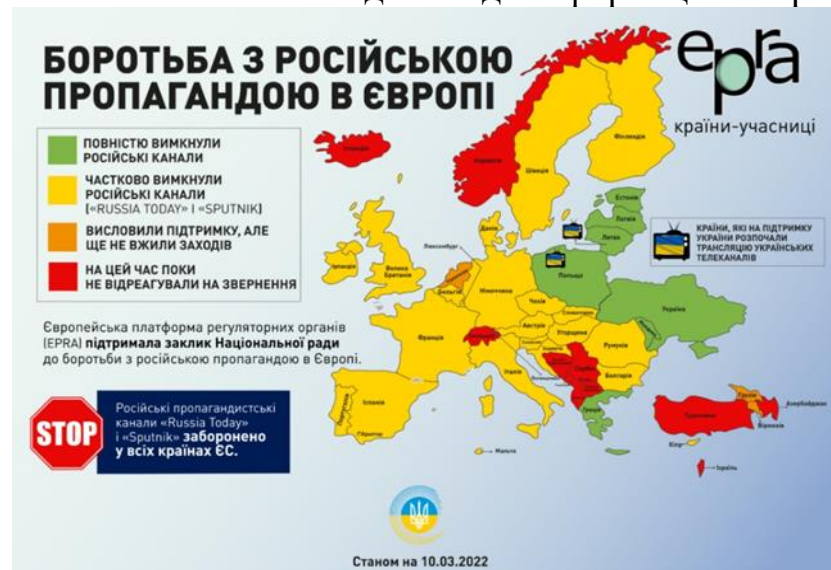 БОРОТЬБА З РОСІЙСЬКОЮ
ПРОПАГАНДОЮ В ЄВРОПІ
epra
країни-учасниці
ПОВНІСТЮ ВИМКНУЛИ
РОСІЙСЬКІ КАНАЛИ
ЧАСТКОВО ВИМКНУЛИ
РОСІЙСЬКІ КАНАЛИ
(«RUSSIA TODAY» І «SPUTNIK)
ВИСЛОВИЛИ ПІДТРИМКУ, АЛЕ
ЩЕ НЕ ВЖИЛИ ЗАХОДІВ
НА ЦЕЙ ЧАС ПОКИ
НЕ ВІДРЕАГУВАЛИ НА ЗВЕРНЕННЯ
КРАЇНИ, ЯКІ НА ПІДТРИМКУ
УКРАЇНИ РОЗПОЧАЛИ
ТРАНСЛЯЦІЮ УКРАЇНСЬКИХ
ТЕЛЕКАНАЛІВ
Європейська платформа регуляторних органів
(EPRA) підтримала заклик Національної ради
до боротьби з російською пропагандою в Європі.
STOP
Російські пропагандистські
канали «Russia Today»
і «Sputnik» заборонено
у всіх країнах ЄС.
Ісландія
Норвегія
Швеція
Фінляндія
Естонія
Латвія
Литва
Данія
Люксембург
Ірландія
Велика
Британія
Бельгія
Німеччина
Польща
Україна
Чехія
Франція
Австрія
Угорщина
Румунія
Болгарія
Сербія
Італія
Греція
Португалія
Іспанія
Гібралтар
Мальта
Туреччина
Грузія
Азербайджан
Вірменія
Кіпр
Ізраїль
Станом на 10.03.2022